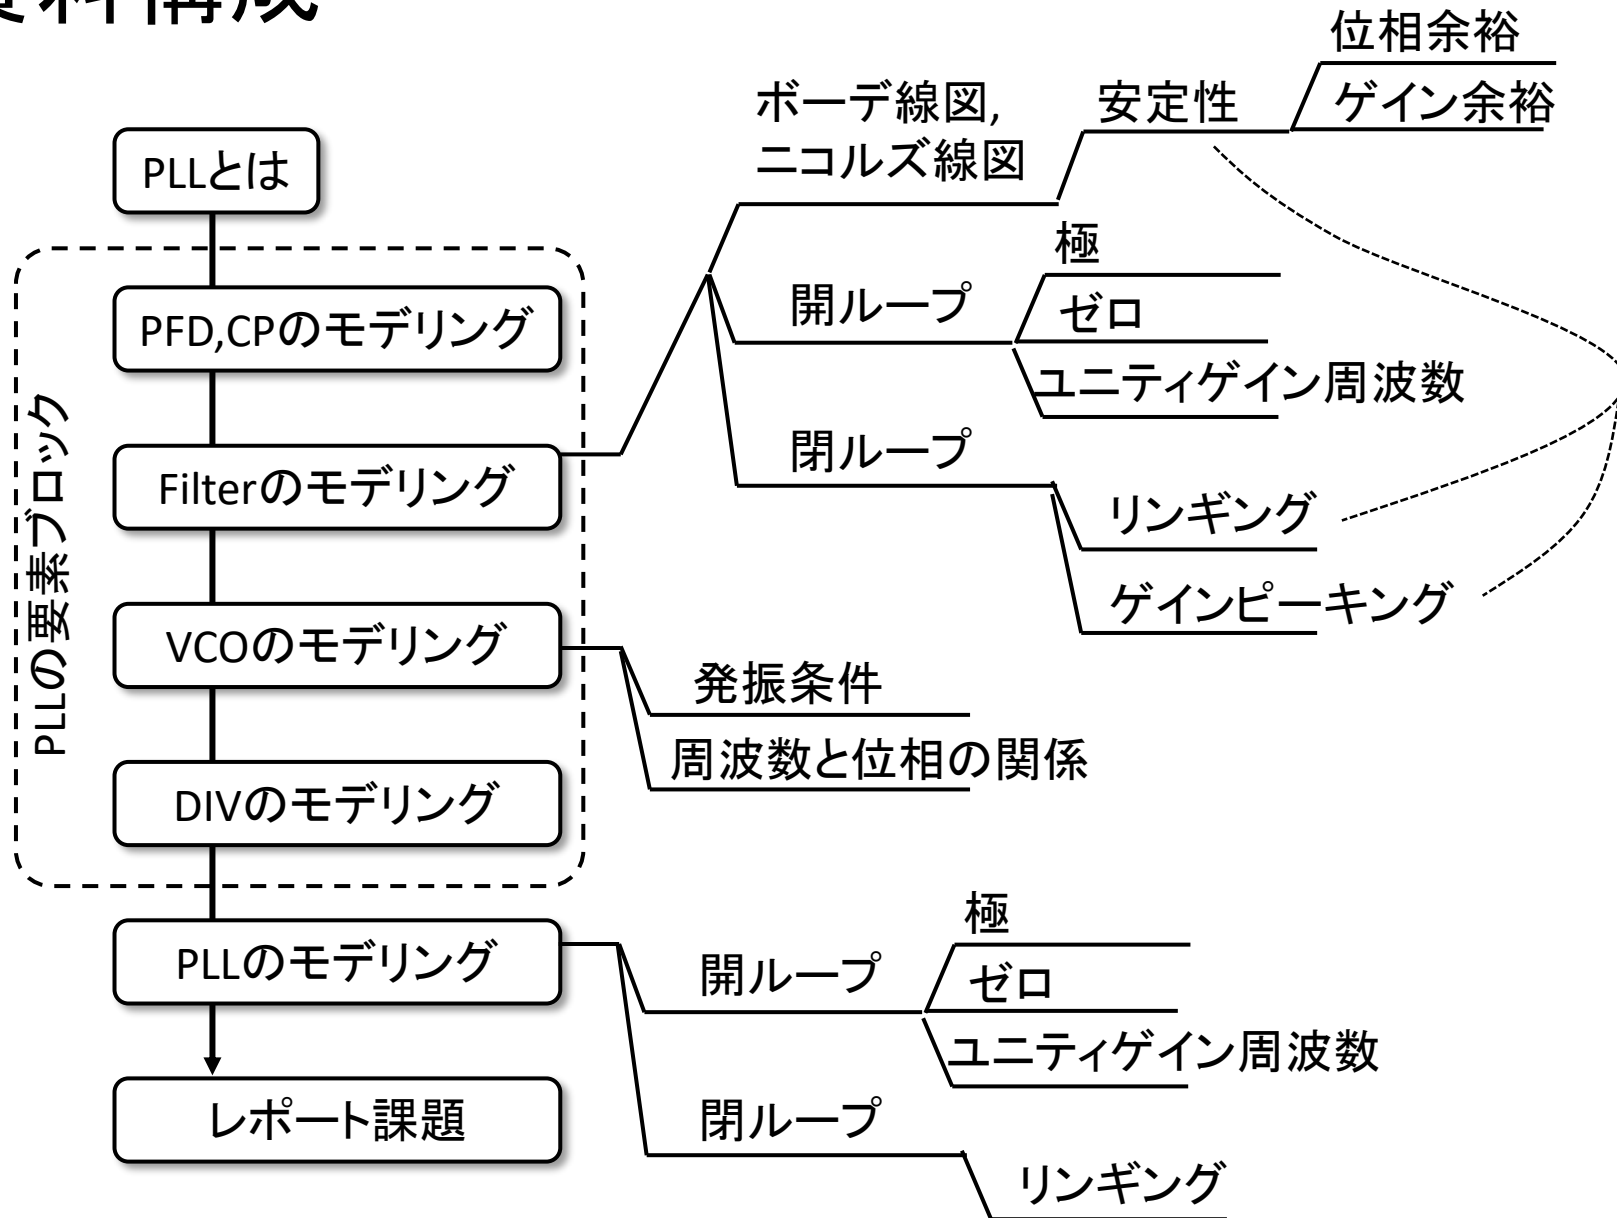 資料構成
PLLとは
PLLの要素ブロック
PFD,CPのモデリング
Filterのモデリング
VCOのモデリング
DIVのモデリング
PLLのモデリング
レポート課題
ボーデ線図,
ニコルズ線図
安定性
位相余裕
ゲイン余裕
開ループ
極
ゼロ
ユニティゲイン周波数
閉ループ
リンギング
ゲインピーキング
発振条件
周波数と位相の関係
開ループ
極
ゼロ
ユニティゲイン周波数
閉ループ
リンギング